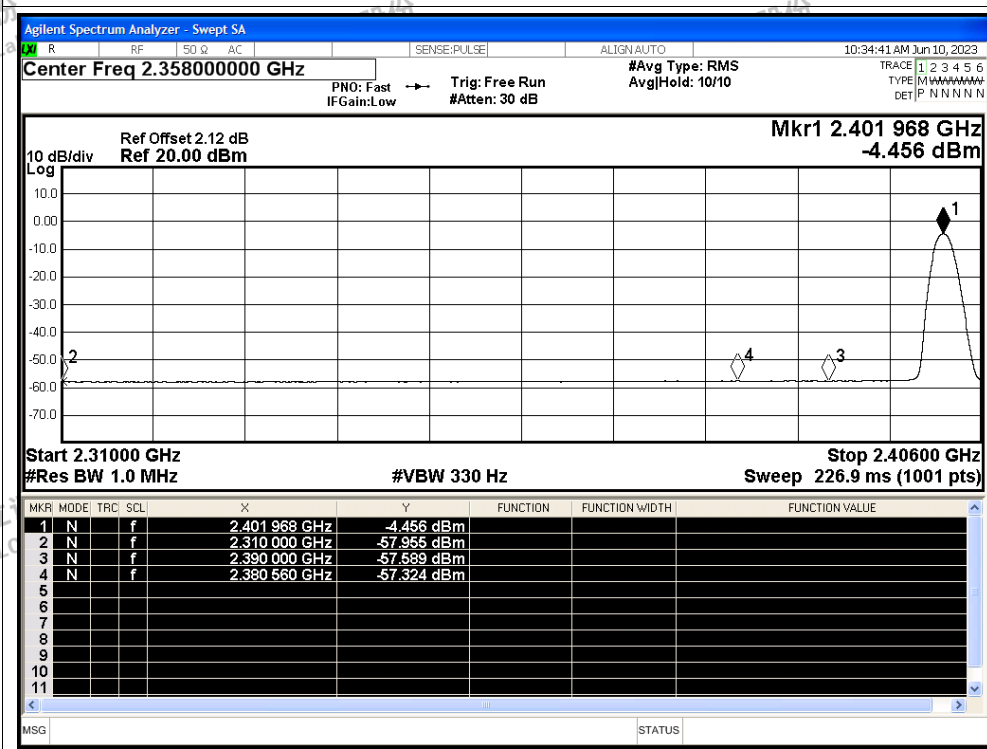 Agilent Spectrum Analyzer - Swept SA
LXI R RF 50 Ω AC SENSE:PULSE ALIGN AUTO 10:34:41 AM Jun 10, 2023
Center Freq 2.358000000 GHz
#Avg Type: RMS
TRACE 1 2 3 4 5 6
PNO: Fast
Trig: Free Run
Avg|Hold: 10/10
TYPE M
IFGain:Low
#Atten: 30 dB
DET P N N N N N
Mkr1 2.401 968 GHz
-4.456 dBm
Ref Offset 2.12 dB
10 dB/div Ref 20.00 dBm
Log
10.0
0.00
-10.0
-20.0
-30.0
-40.0
-50.0
-60.0
-70.0
1
2
4
3
Start 2.31000 GHz Stop 2.40600 GHz
#Res BW 1.0 MHz #VBW 330 Hz Sweep 226.9 ms (1001 pts)
MKR MODE TRC SCL X Y FUNCTION FUNCTION WIDTH FUNCTION VALUE
1 N f 2.401 968 GHz -4.456 dBm
2 N f 2.310 000 GHz -57.955 dBm
3 N f 2.390 000 GHz -57.589 dBm
4 N f 2.380 560 GHz -57.324 dBm
5
6
7
8
9
10
11
MSG STATUS